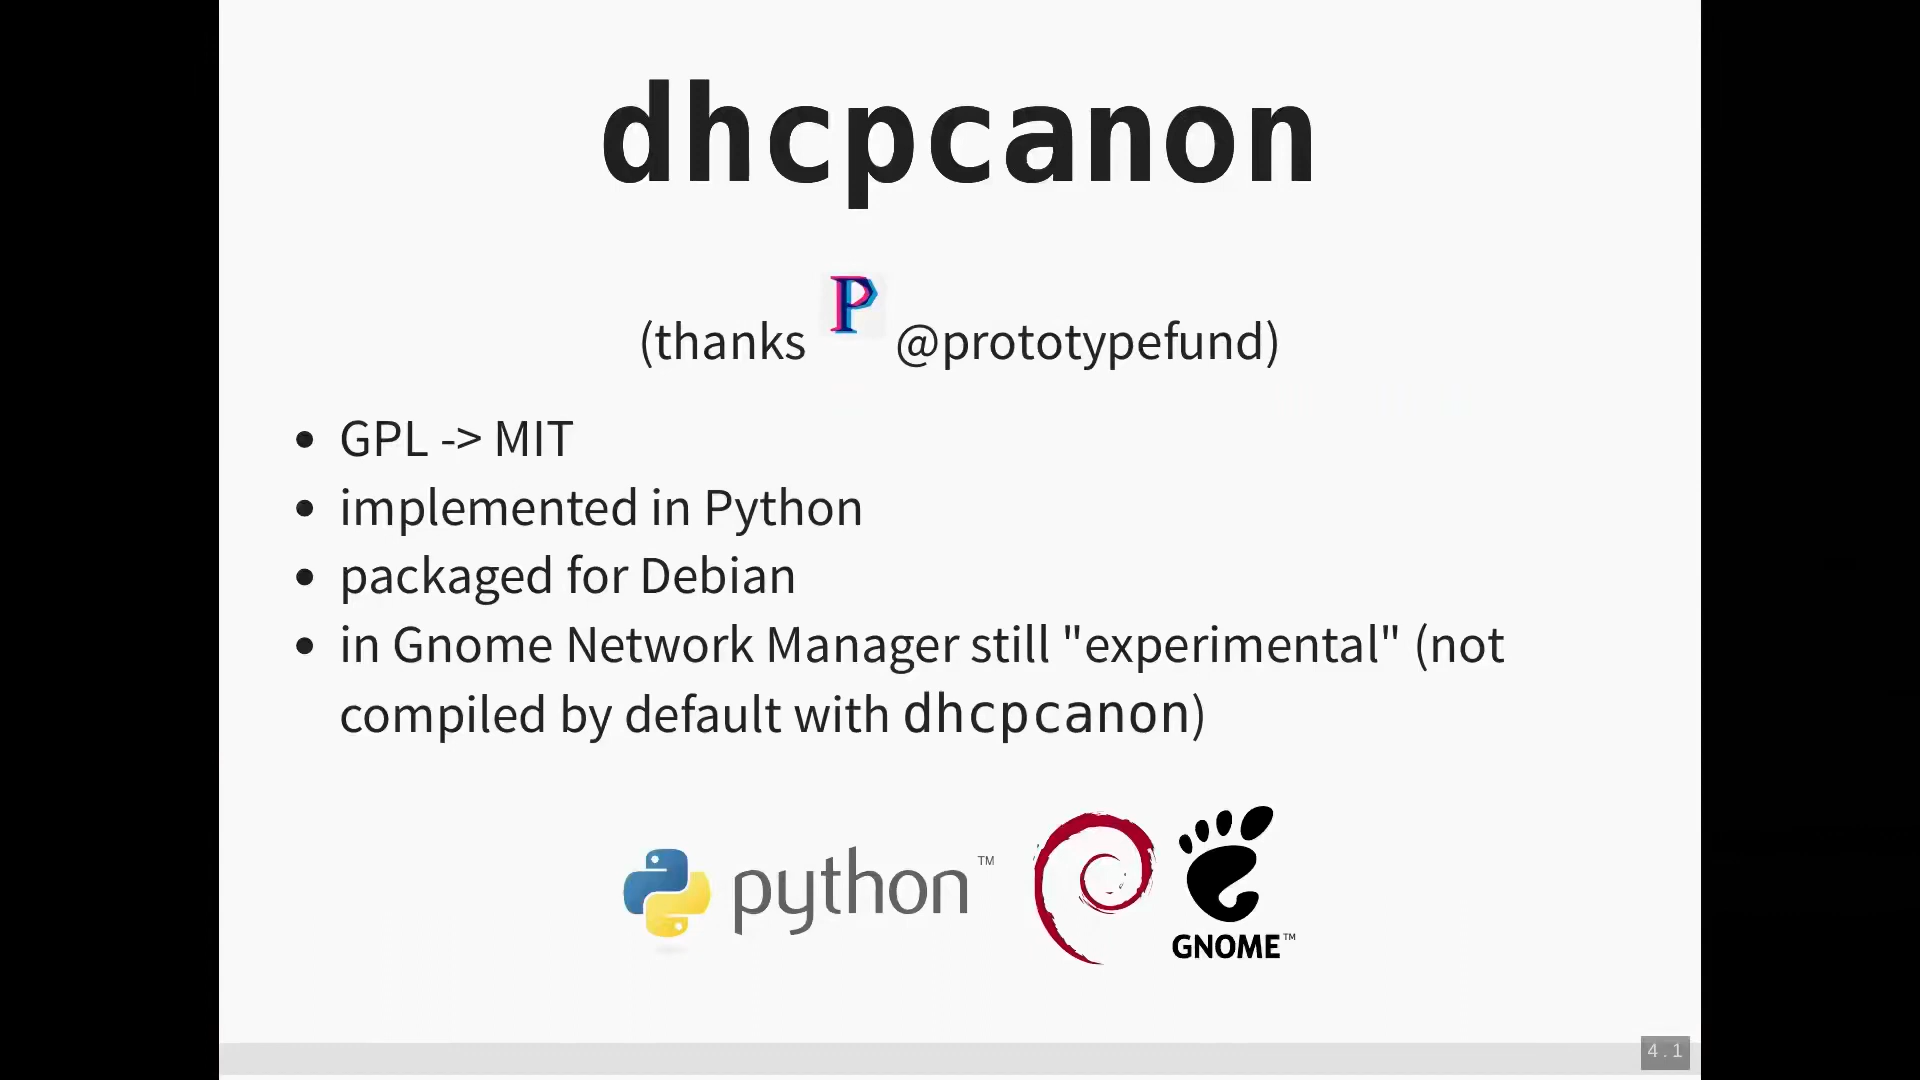 dhcpcanon
(thanks P @prototypefund)
• GPL -> MIT
• implemented in Python
• packaged for Debian
• in Gnome Network Manager still "experimental" (not
compiled by default with dhcpcanon)
python™
GNOME™
4.1